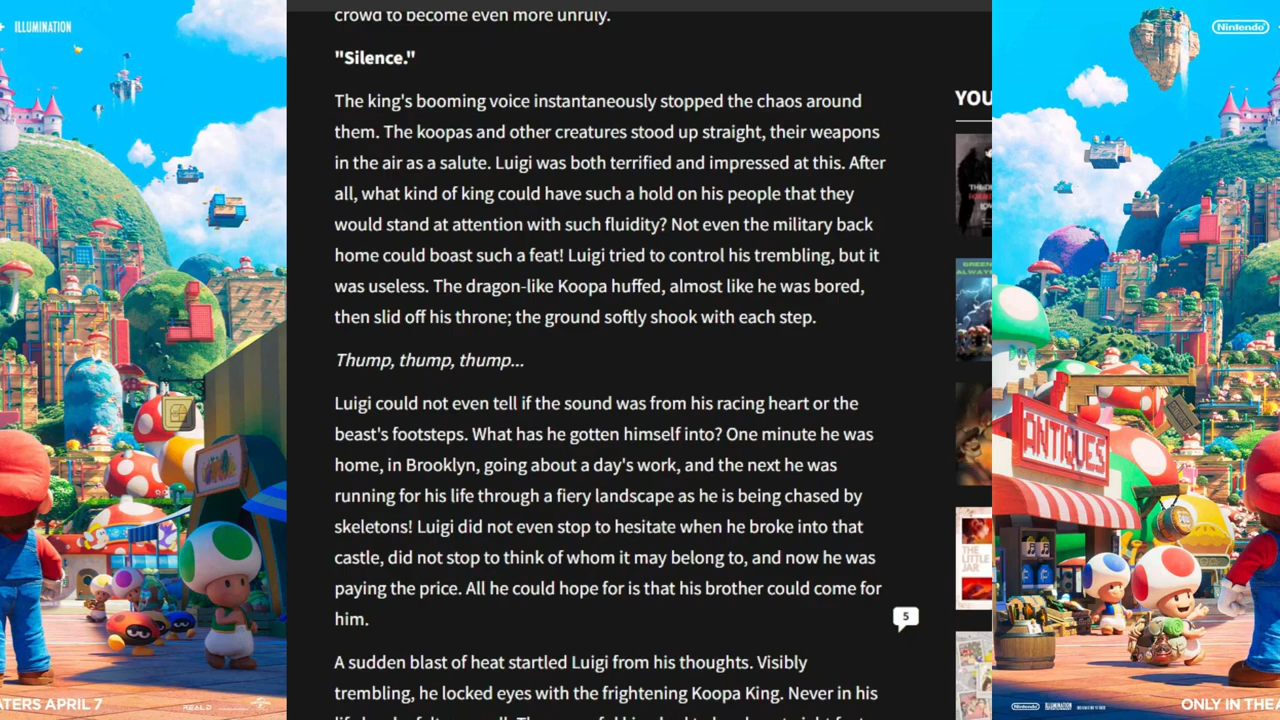 ILLUMINATION
ATERS APRIL 7
REAL D
crowd to become even more unruly.
"Silence."
The king's booming voice instantaneously stopped the chaos around
them. The koopas and other creatures stood up straight, their weapons
in the air as a salute. Luigi was both terrified and impressed at this. After
all, what kind of king could have such a hold on his people that they
would stand at attention with such fluidity? Not even the military back
home could boast such a feat! Luigi tried to control his trembling, but it
was useless. The dragon-like Koopa huffed, almost like he was bored,
then slid off his throne; the ground softly shook with each step.
Thump, thump, thump...
Luigi could not even tell if the sound was from his racing heart or the
beast's footsteps. What has he gotten himself into? One minute he was
home, in Brooklyn, going about a day's work, and the next he was
running for his life through a fiery landscape as he is being chased by
skeletons! Luigi did not even stop to hesitate when he broke into that
castle, did not stop to think of whom it may belong to, and now he was
paying the price. All he could hope for is that his brother could come for
him.
5
A sudden blast of heat startled Luigi from his thoughts. Visibly
trembling, he locked eyes with the frightening Koopa King. Never in his
YOU
GREEN
ALWAY
THE
LITTLE
JAR
Nintendo
ANTIQUES
Nintendo
ILLUMINATION
ONLY IN THEA